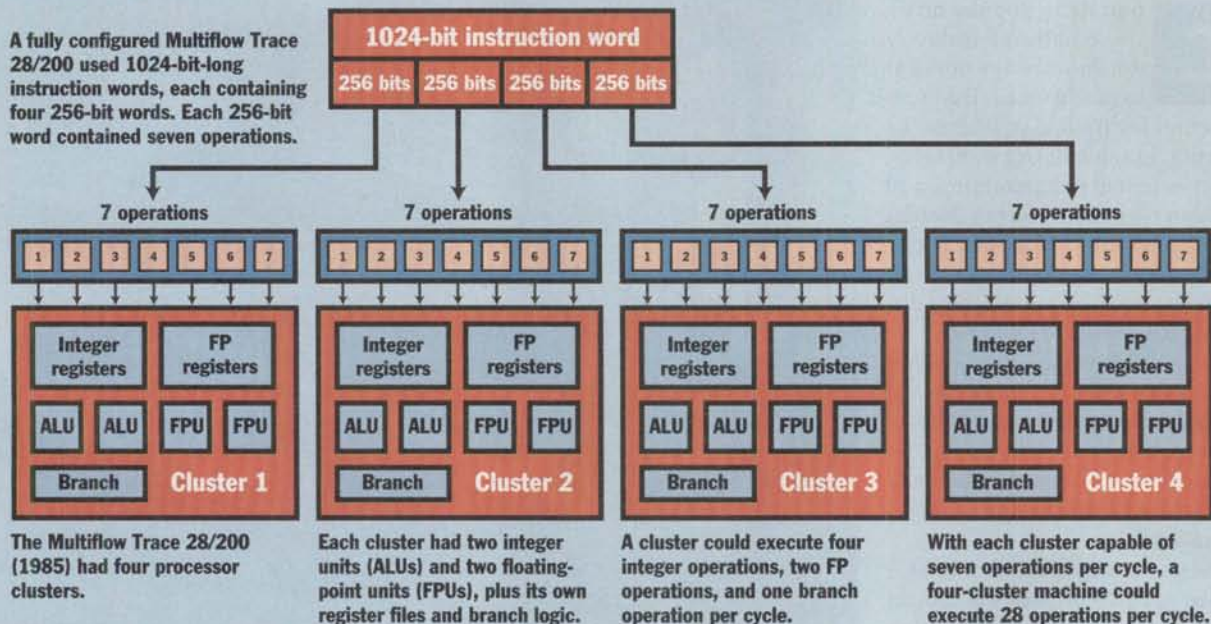 A fully configured Multiflow Trace
28/200 used 1024-bit-long
instruction words, each containing
four 256-bit words. Each 256-bit
word contained seven operations.
1024-bit instruction word
256 bits 256 bits 256 bits 256 bits
7 operations 7 operations 7 operations 7 operations
1 2 3 4 5 6 7 1 2 3 4 5 6 7 1 2 3 4 5 6 7 1 2 3 4 5 6 7
Integer
registers
FP
registers
ALU ALU FPU FPU
Branch Cluster 1
Integer
registers
FP
registers
ALU ALU FPU FPU
Branch Cluster 2
Integer
registers
FP
registers
ALU ALU FPU FPU
Branch Cluster 3
Integer
registers
FP
registers
ALU ALU FPU FPU
Branch Cluster 4
The Multiflow Trace 28/200
(1985) had four processor
clusters.
Each cluster had two integer
units (ALUs) and two floating-
point units (FPUs), plus its own
register files and branch logic.
A cluster could execute four
integer operations, two FP
operations, and one branch
operation per cycle.
With each cluster capable of
seven operations per cycle, a
four-cluster machine could
execute 28 operations per cycle.